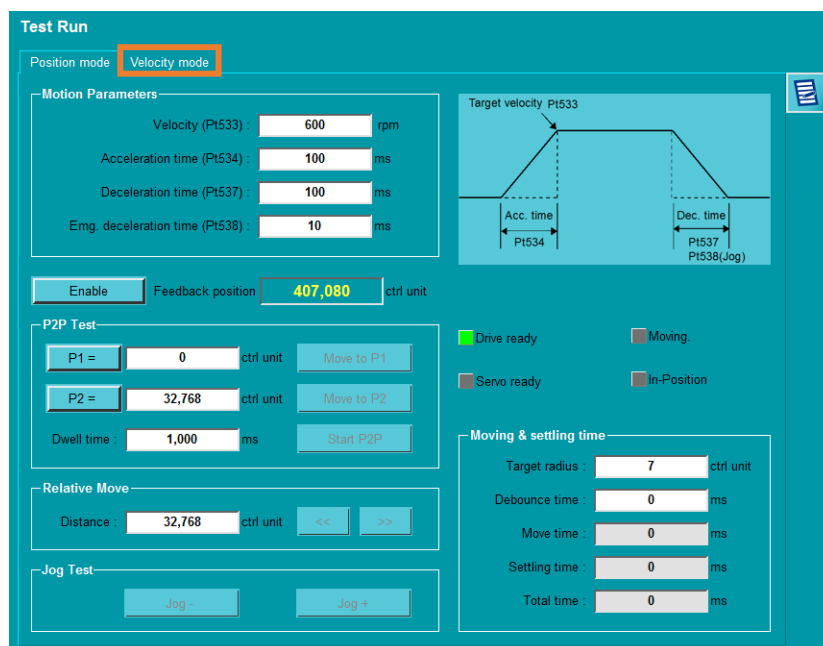 Test Run
Position mode Velocity mode
Motion Parameters
Velocity (Pt533) : 600 rpm
Acceleration time (Pt534) : 100 ms
Deceleration time (Pt537) : 100 ms
Emg. deceleration time (Pt538) : 10 ms
Target velocity Pt533
Acc. time
Pt534
Dec. time
Pt537
Pt538(Jog)
Enable Feedback position 407,080 ctrl unit
P2P Test
P1 = 0 ctrl unit Move to P1
P2 = 32,768 ctrl unit Move to P2
Dwell time : 1,000 ms Start P2P
Relative Move
Distance : 32,768 ctrl unit << >>
Jog Test
Jog - Jog +
Drive ready Moving.
Servo ready In-Position
Moving & settling time
Target radius : 7 ctrl unit
Debounce time : 0 ms
Move time : 0 ms
Settling time : 0 ms
Total time : 0 ms